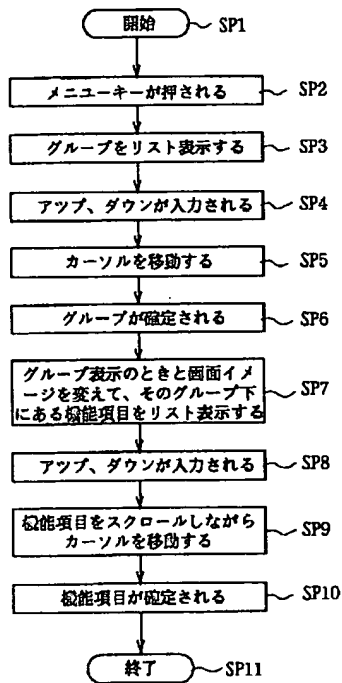 開始 SP1
メニユーキーが押される SP2
グループをリスト表示する SP3
アツプ、ダウンが入力される SP4
カーソルを移動する SP5
グループが確定される SP6
グループ表示のときと画面イメ
ージを変えて、そのグループ下
にある機能項目をリスト表示する
SP7
アツプ、ダウンが入力される SP8
機能項目をスクロールしながら
カーソルを移動する
SP9
機能項目が確定される SP10
終了 SP11